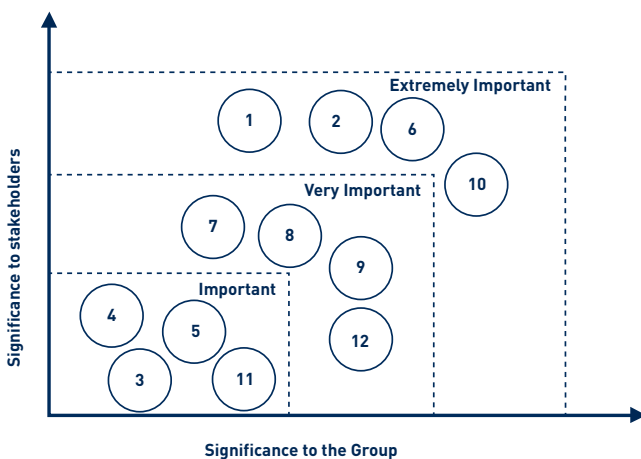 Extremely Important
1
2
6
10
Very Important
7
8
9
Important
4
5
12
3
11
Significance to stakeholders
Significance to the Group